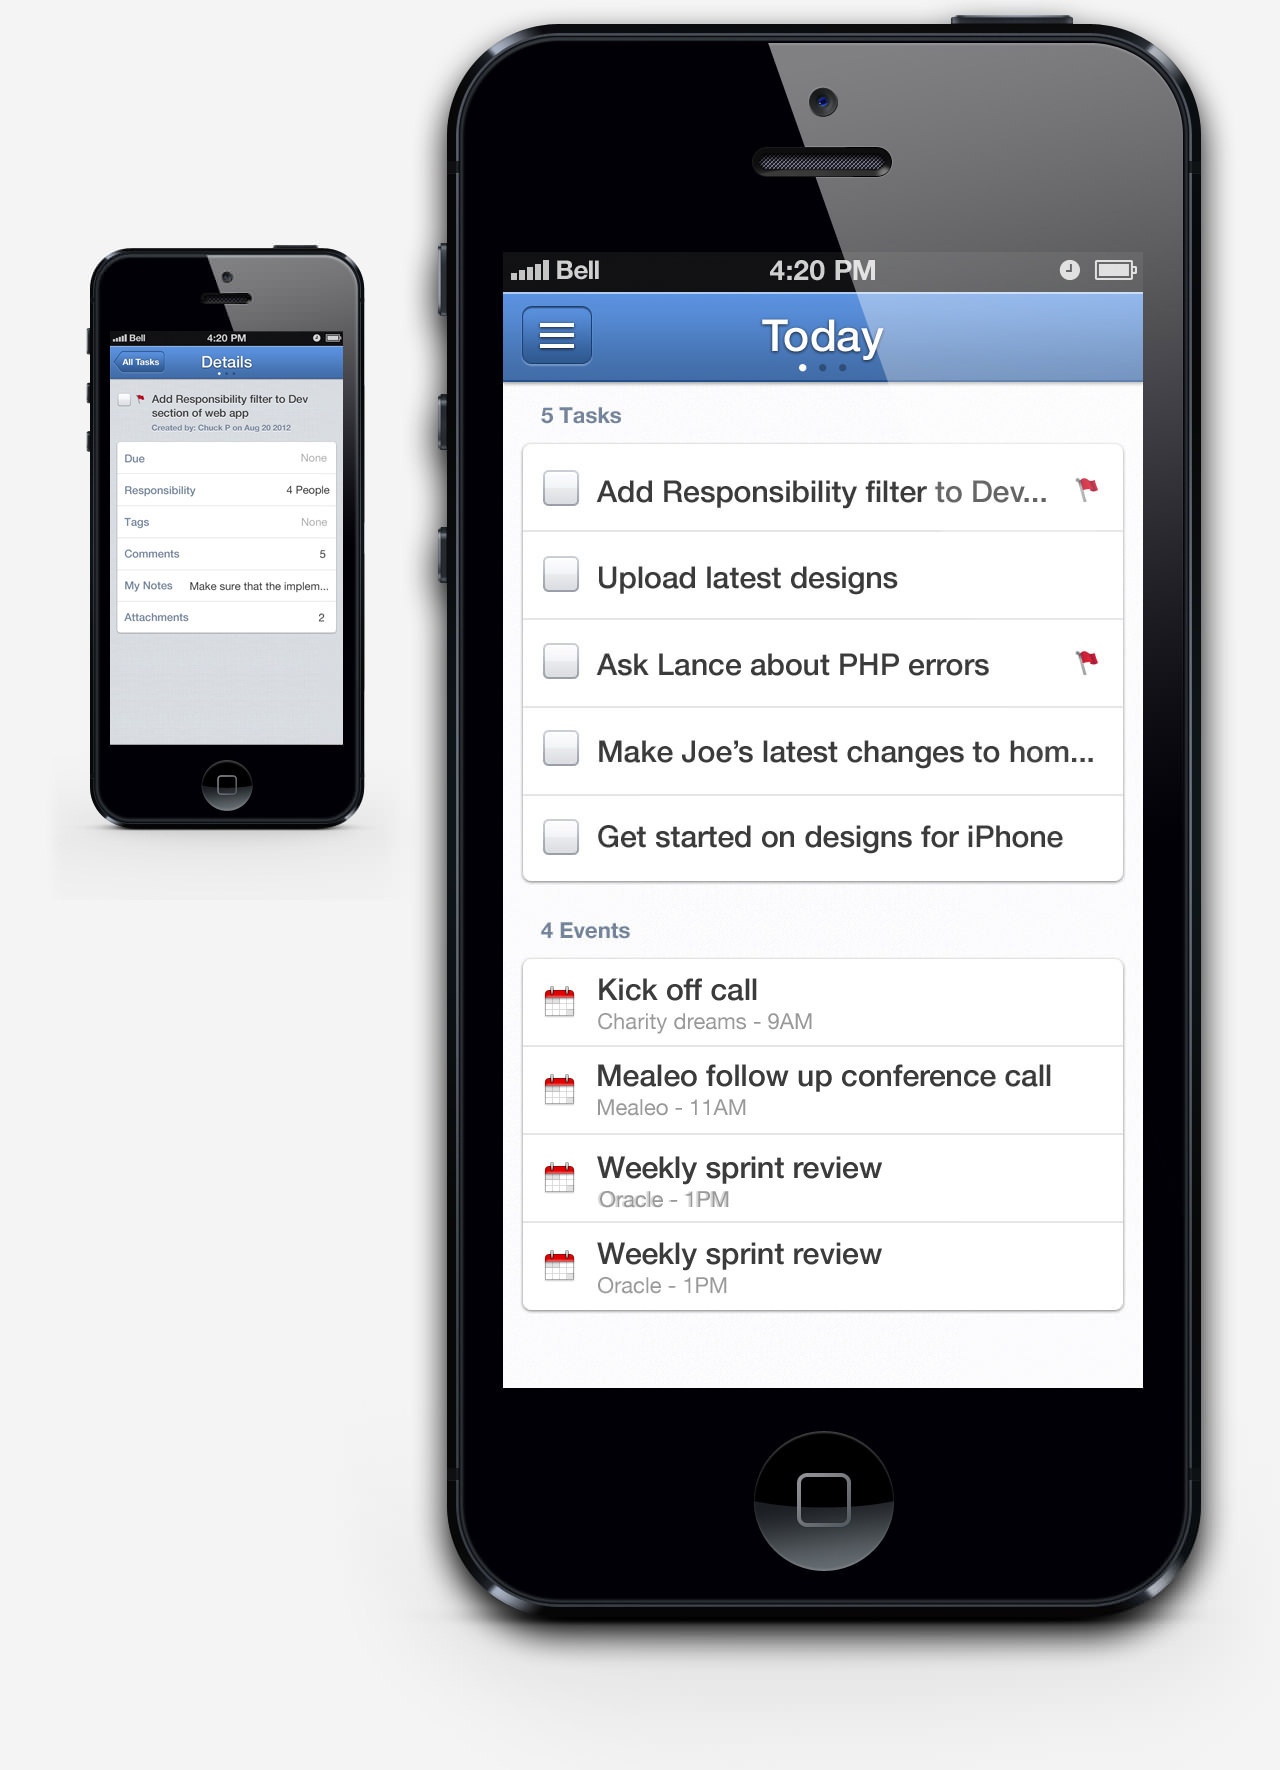 Bell 4:20 PM
All Tasks Details
Add Responsibility filter to Dev
section of web app
Created by: Chuck P on Aug 20 2012
Due None
Responsibility 4 People
Tags None
Comments 5
My Notes Make sure that the implem...
Attachments 2
Bell 4:20 PM
Today
5 Tasks
Add Responsibility filter to Dev...
Upload latest designs
Ask Lance about PHP errors
Make Joe’s latest changes to hom...
Get started on designs for iPhone
4 Events
Kick off call
Charity dreams - 9AM
Mealeo follow up conference call
Mealeo - 11AM
Weekly sprint review
Oracle - 1PM
Weekly sprint review
Oracle - 1PM